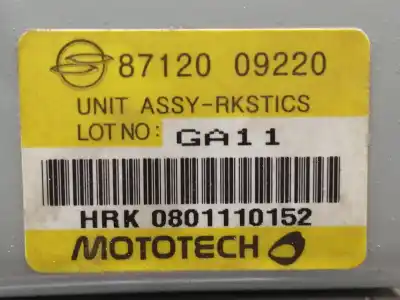 87120 09220
UNIT ASSY-RKSTICS
LOT NO: GA11
HRK 0801110152
MOTOTECH